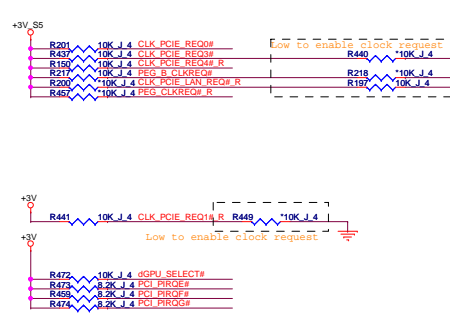 +3V_S5
R201 10K_J_4 CLK_PCIE_REQ0#
R437 10K_J_4 CLK_PCIE_REQ3#
R150 10K_J_4 CLK_PCIE_REQ4#_R
R217 *10K_J_4 PEG_B_CLKREQ#
R200 10K_J_4 CLK_PCIE_LAN_REQ#_R
R457 *10K_J_4 PEG_CLKREQ#_R
Low to enable clock request
R440 *10K_J_4
R218 *10K_J_4
R197 *10K_J_4
+3V
R441 10K_J_4 CLK_PCIE_REQ1#_R R449 *10K_J_4
Low to enable clock request
+3V
R472 10K_J_4 dGPU_SELECT#
R473 8.2K_J_4 PCI_PIRQE#
R459 8.2K_J_4 PCI_PIRQF#
R474 8.2K_J_4 PCI_PIRQG#